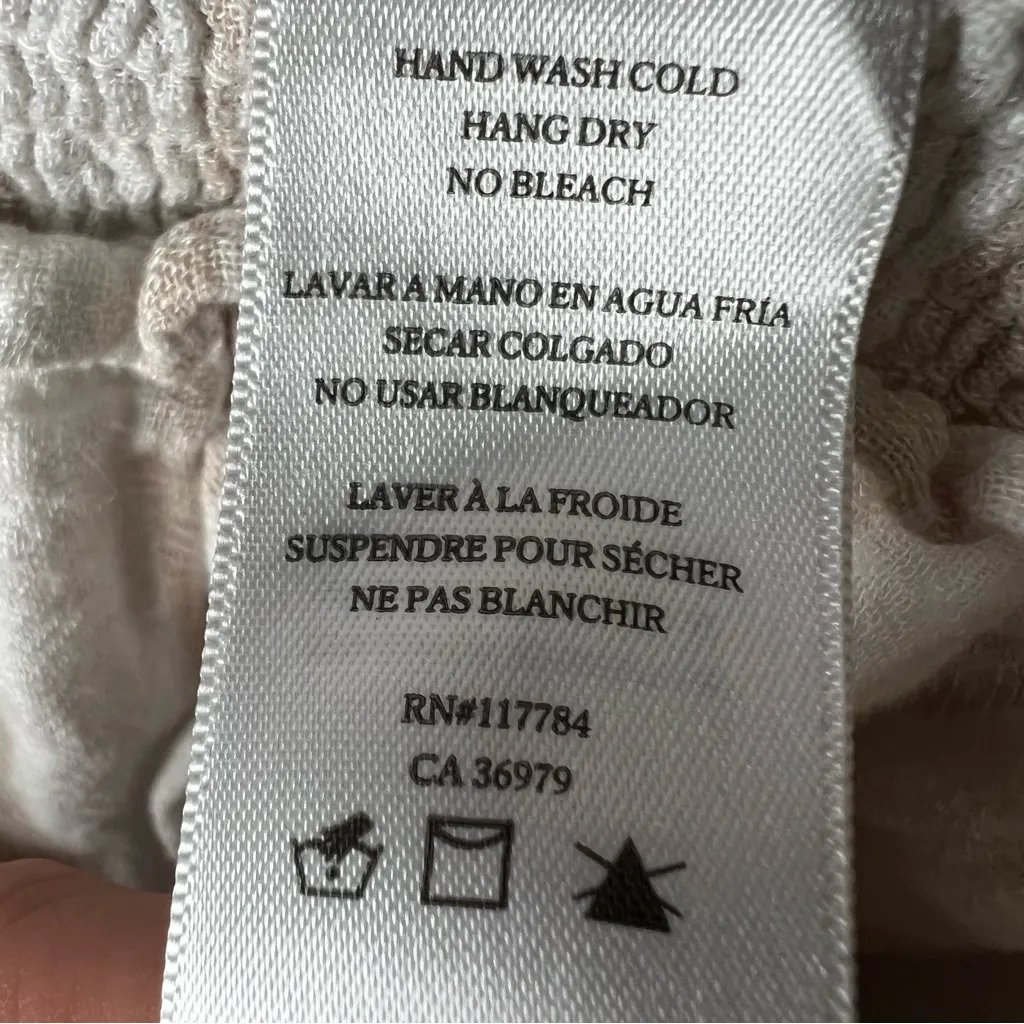 HAND WASH COLD
HANG DRY
NO BLEACH
LAVAR A MANO EN AGUA FRÍA
SECAR COLGADO
NO USAR BLANQUEADOR
LAVER À LA FROIDE
SUSPENDRE POUR SÉCHER
NE PAS BLANCHIR
RN#117784
CA 36979